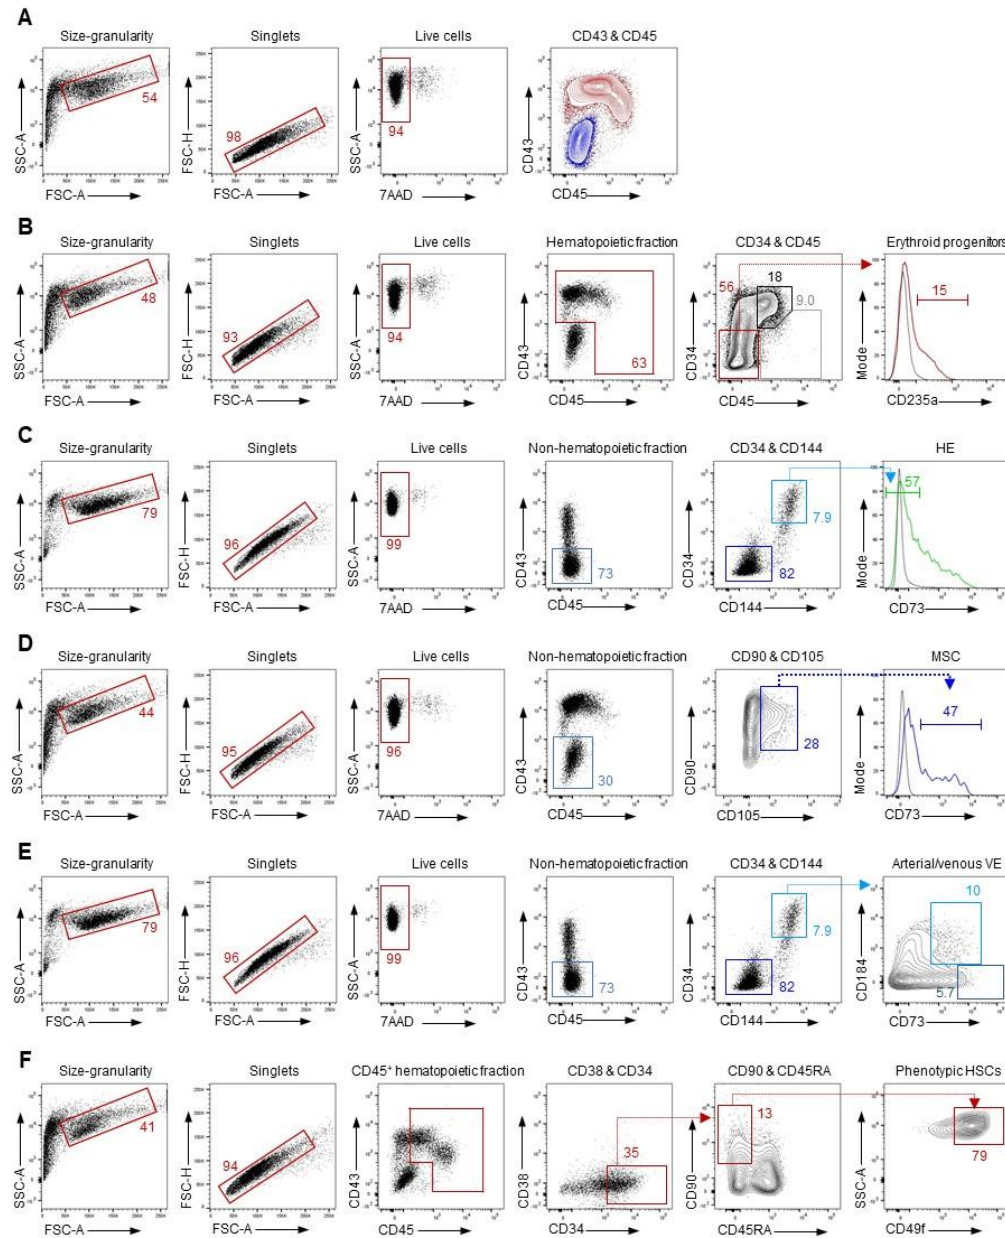 A
Size-granularity Singlets Live cells CD43 & CD45
54 98 94
SSC-A FSC-H SSC-A CD43
FSC-A FSC-A 7AAD CD45
B
Size-granularity Singlets Live cells Hematopoietic fraction CD34 & CD45 Erythroid progenitors
48 93 94 63 56 18 9.0 15
SSC-A FSC-H SSC-A CD43 CD34 Mode
FSC-A FSC-A 7AAD CD45 CD45 CD235a
C
Size-granularity Singlets Live cells Non-hematopoietic fraction CD34 & CD144 HE
79 96 99 73 7.9 82 57
SSC-A FSC-H SSC-A CD43 CD34 Mode
FSC-A FSC-A 7AAD CD45 CD144 CD73
D
Size-granularity Singlets Live cells Non-hematopoietic fraction CD90 & CD105 MSC
44 95 96 30 28 47
SSC-A FSC-H SSC-A CD43 CD90 Mode
FSC-A FSC-A 7AAD CD45 CD105 CD73
E
Size-granularity Singlets Live cells Non-hematopoietic fraction CD34 & CD144 Arterial/venous VE
79 96 99 73 7.9 82 10 5.7
SSC-A FSC-H SSC-A CD43 CD34 CD184
FSC-A FSC-A 7AAD CD45 CD144 CD73
F
Size-granularity Singlets CD45⁺ hematopoietic fraction CD38 & CD34 CD90 & CD45RA Phenotypic HSCs
41 94 35 13 79
SSC-A FSC-H CD43 CD38 CD90 SSC-A
FSC-A FSC-A CD45 CD34 CD45RA CD49f